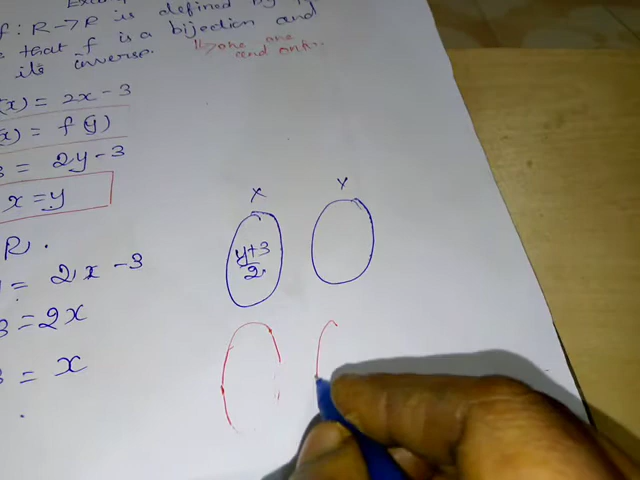 f : R → R is defined by
that f is a bijection and
its inverse. ↳ one one
and onto.
(x) = 2x - 3
(x) = f(y)
3 = 2y - 3
x = y
X Y
R.
y+3
2
= 2x - 3
3 = 2x
3 = x